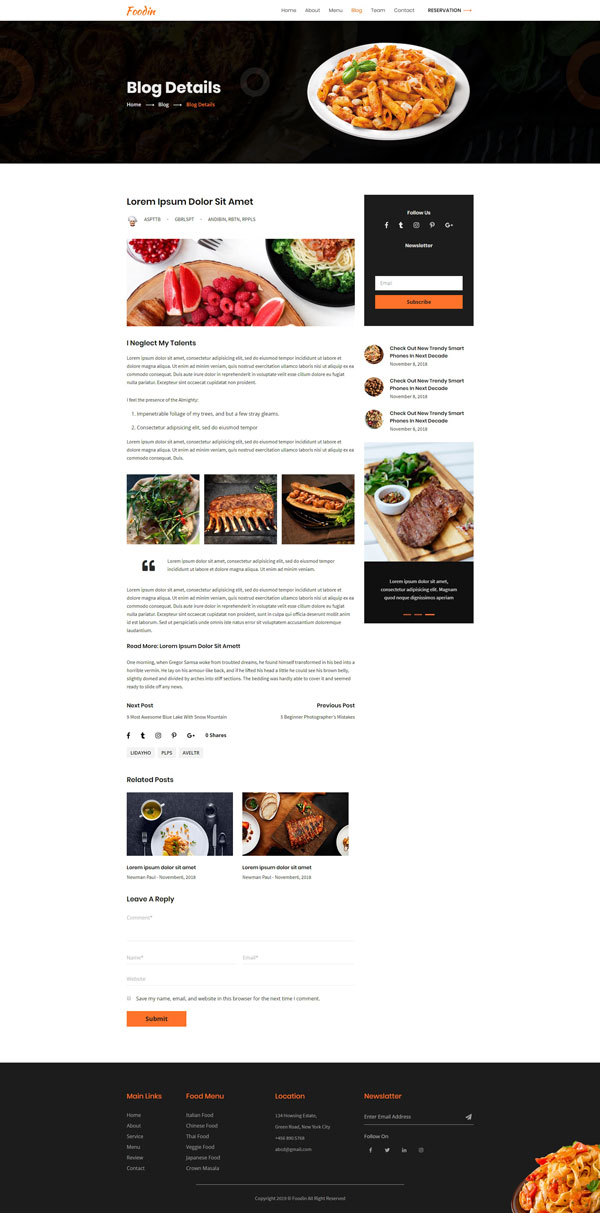 Foodin
Home About Menu Blog Team Contact RESERVATION
Blog Details
Home Blog Blog Details
Lorem Ipsum Dolor Sit Amet
ASPTTB - GBRLSPT - ANDIBIN, RBTN, RPPLS
I Neglect My Talents
Lorem ipsum dolor sit amet, consectetur adipisicing elit, sed do eiusmod tempor incididunt ut labore et
dolore magna aliqua. Ut enim ad minim veniam, quis nostrud exercitation ullamco laboris nisi ut aliquip ex ea
commodo consequat. Duis aute irure dolor in reprehenderit in voluptate velit esse cillum dolore eu fugiat
nulla pariatur. Excepteur sint occaecat cupidatat non proident.
I feel the presence of the Almighty:
1. Impenetrable foliage of my trees, and but a few stray gleams.
2. Consectetur adipisicing elit, sed do eiusmod tempor
Lorem ipsum dolor sit amet, consectetur adipisicing elit, sed do eiusmod tempor incididunt ut labore et
dolore magna aliqua. Ut enim ad minim veniam, quis nostrud exercitation ullamco laboris nisi ut aliquip ex ea
commodo consequat. Duis.
Lorem ipsum dolor sit amet, consectetur adipisicing elit, sed do eiusmod tempor
incididunt ut labore et dolore magna aliqua. Ut enim ad minim veniam.
Lorem ipsum dolor sit amet, consectetur adipisicing elit, sed do eiusmod tempor incididunt ut labore et
dolore magna aliqua. Ut enim ad minim veniam, quis nostrud exercitation ullamco laboris nisi ut aliquip ex ea
commodo consequat. Duis aute irure dolor in reprehenderit in voluptate velit esse cillum dolore eu fugiat
nulla pariatur. Excepteur sint occaecat cupidatat non proident, sunt in culpa qui officia deserunt mollit anim
id est laborum. Sed ut perspiciatis unde omnis iste natus error sit voluptatem accusantium doloremque
laudantium.
Read More: Lorem Ipsum Dolor Sit Amett
One morning, when Gregor Samsa woke from troubled dreams, he found himself transformed in his bed into a
horrible vermin. He lay on his armour-like back, and if he lifted his head a little he could see his brown belly,
slightly domed and divided by arches into stiff sections. The bedding was hardly able to cover it and seemed
ready to slide off any news.
Next Post Previous Post
9 Most Awesome Blue Lake With Snow Mountain 5 Beginner Photographer's Mistakes
0 Shares
LIDAYHO PLPS AVELTR
Related Posts
Lorem ipsum dolor sit amet Lorem ipsum dolor sit amet
Newman Paul - November6, 2018 Newman Paul - November6, 2018
Leave A Reply
Comment*
Name* Email*
Website
Save my name, email, and website in this browser for the next time I comment.
Submit
Follow Us
Newsletter
Email
Subscribe
Check Out New Trendy Smart
Phones In Next Decade
November 8, 2018
Check Out New Trendy Smart
Phones In Next Decade
November 8, 2018
Check Out New Trendy Smart
Phones In Next Decade
November 8, 2018
Lorem ipsum dolor sit amet,
consectetur adipisicing elit. Magnam
quod neque dignissimos aperiam
Main Links
Home
About
Service
Menu
Review
Contact
Food Menu
Italian Food
Chinese Food
Thai Food
Veggie Food
Japanese Food
Crown Masala
Location
Green Road, New York City
Newslatter
Enter Email Address
Follow On
Copyright 2019 © Foodin All Right Reserved